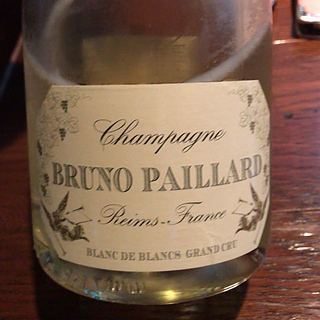 Champagne
BRUNO PAILLARD
Reims-France
BLANC DE BLANCS GRAND CRU